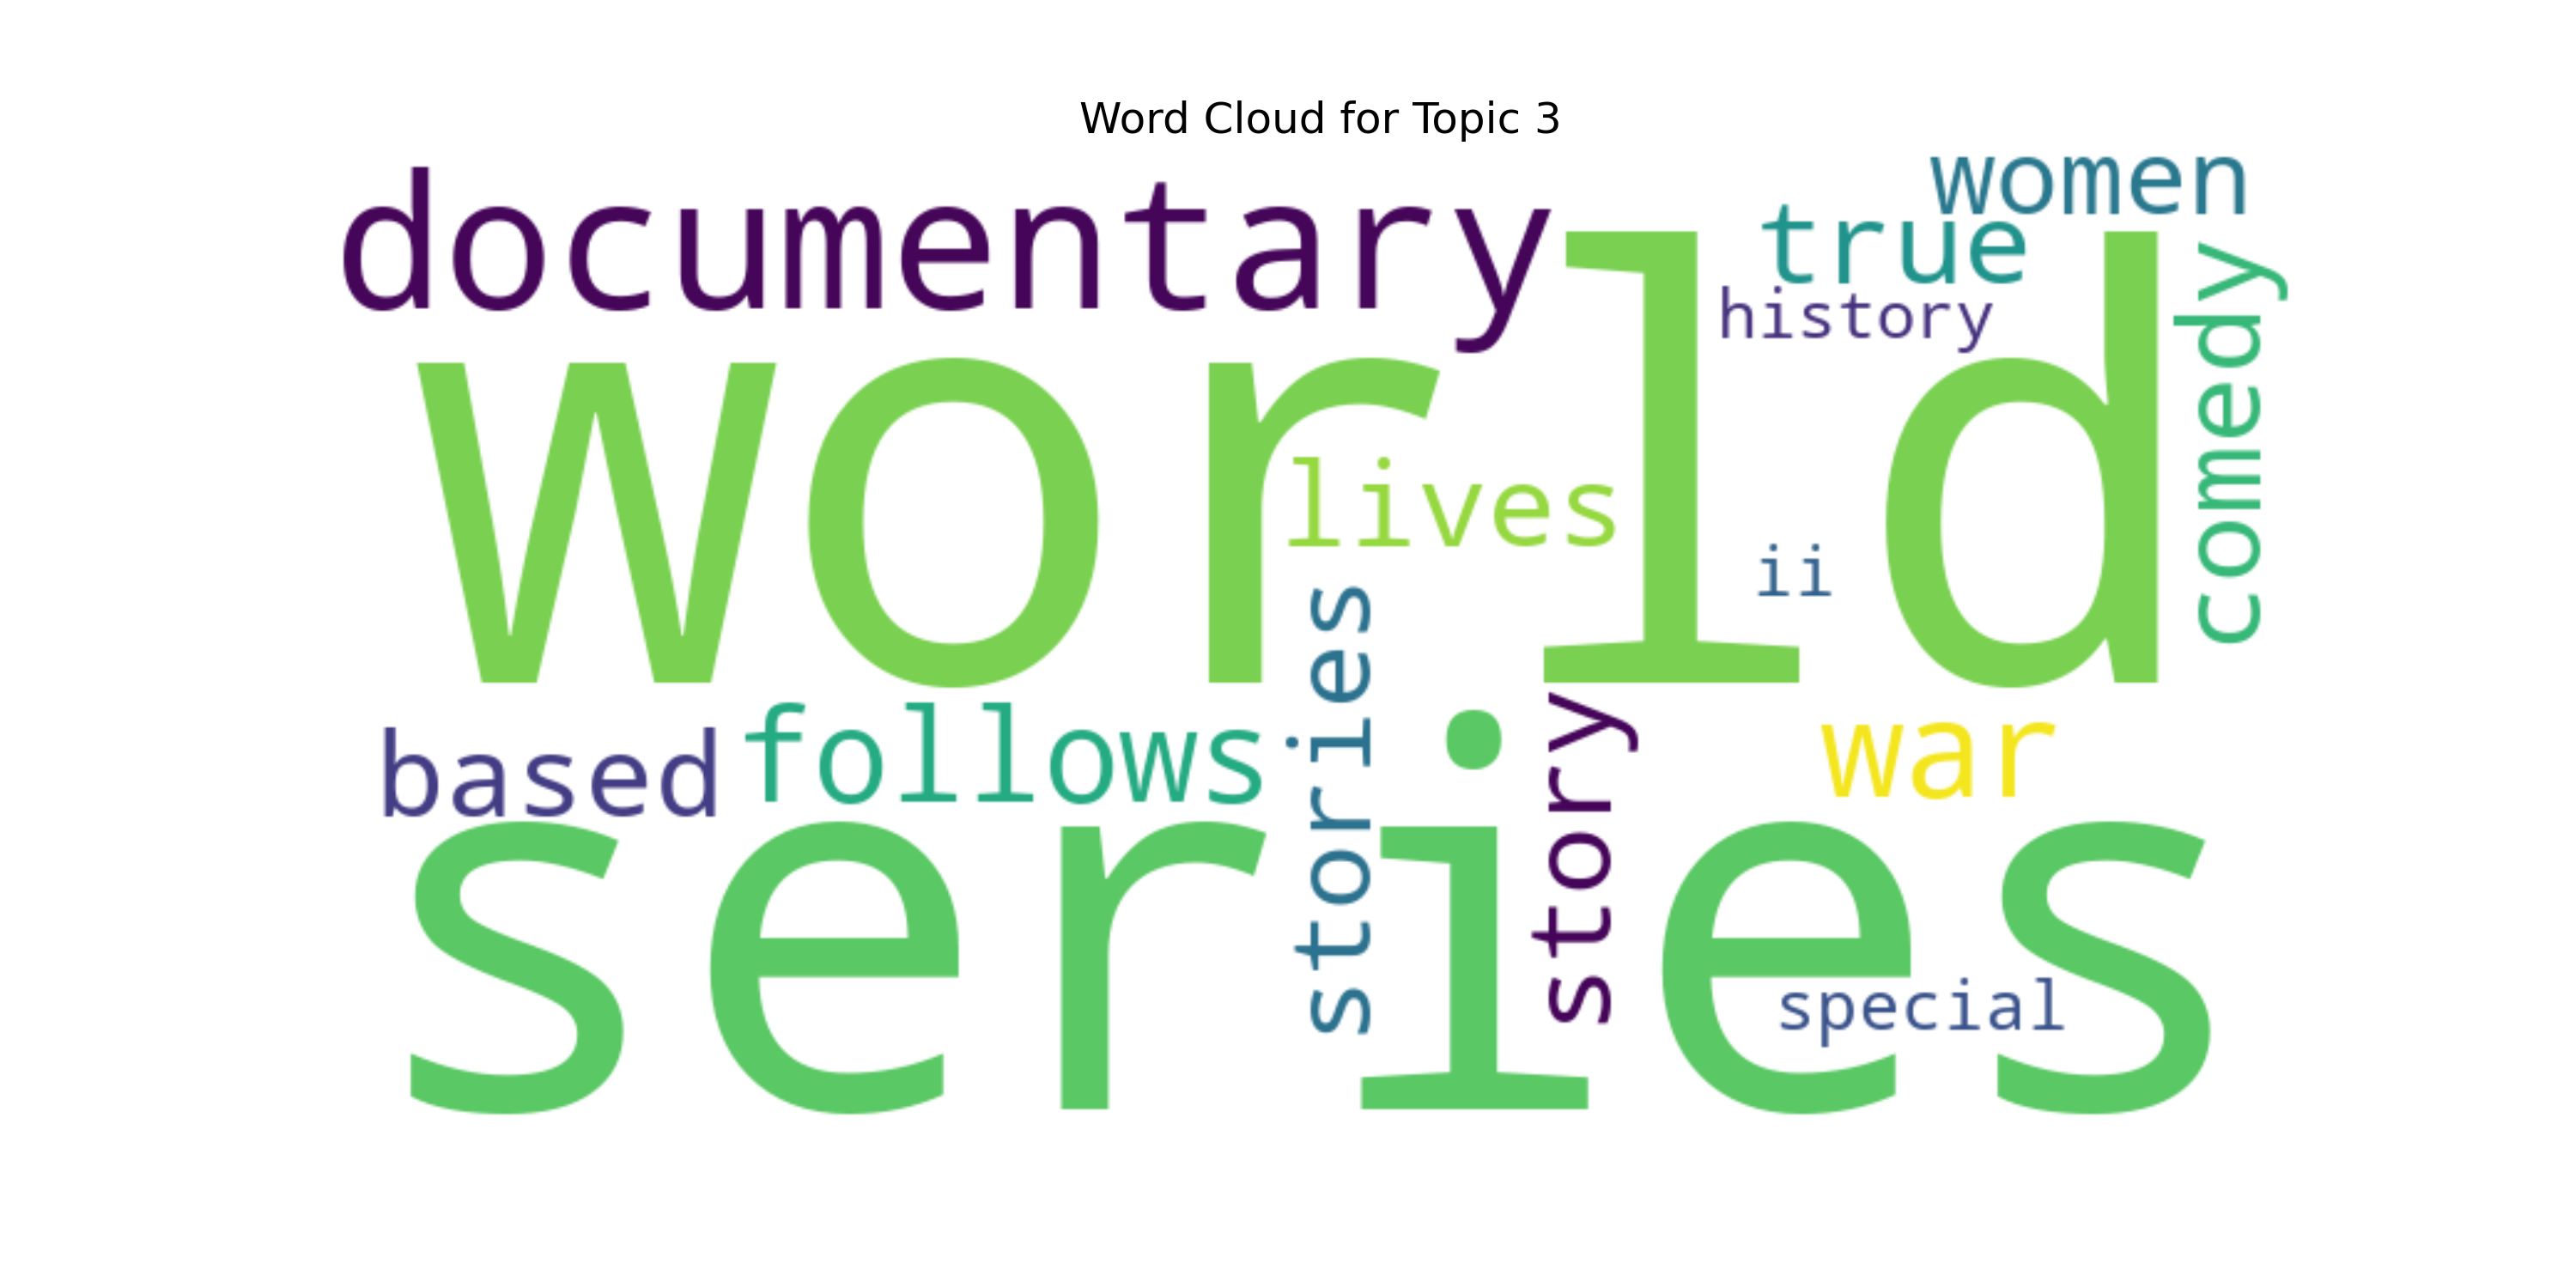 Word Cloud for Topic 3
documentary
women
true
history
world
comedy
lives
ii
stories
based
follows
story
war
series
special